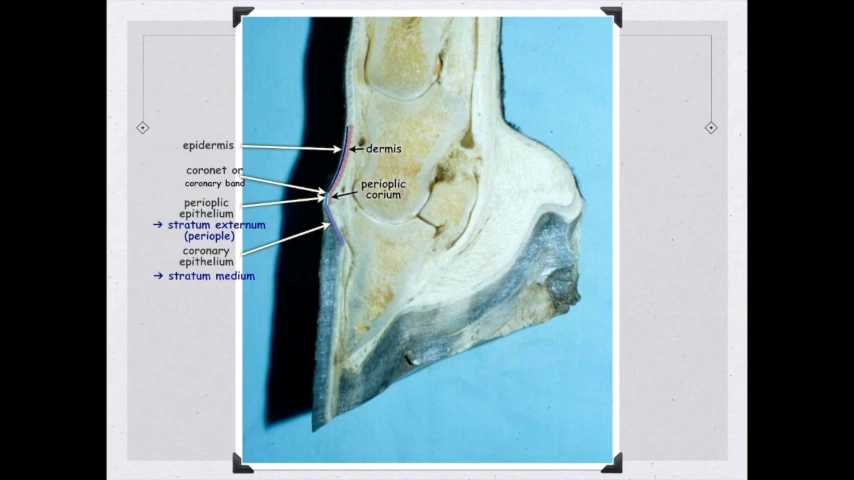 epidermis
dermis
coronet or
coronary band
perioplic
corium
perioplic
epithelium
→ stratum externum
(periople)
coronary
epithelium
→ stratum medium